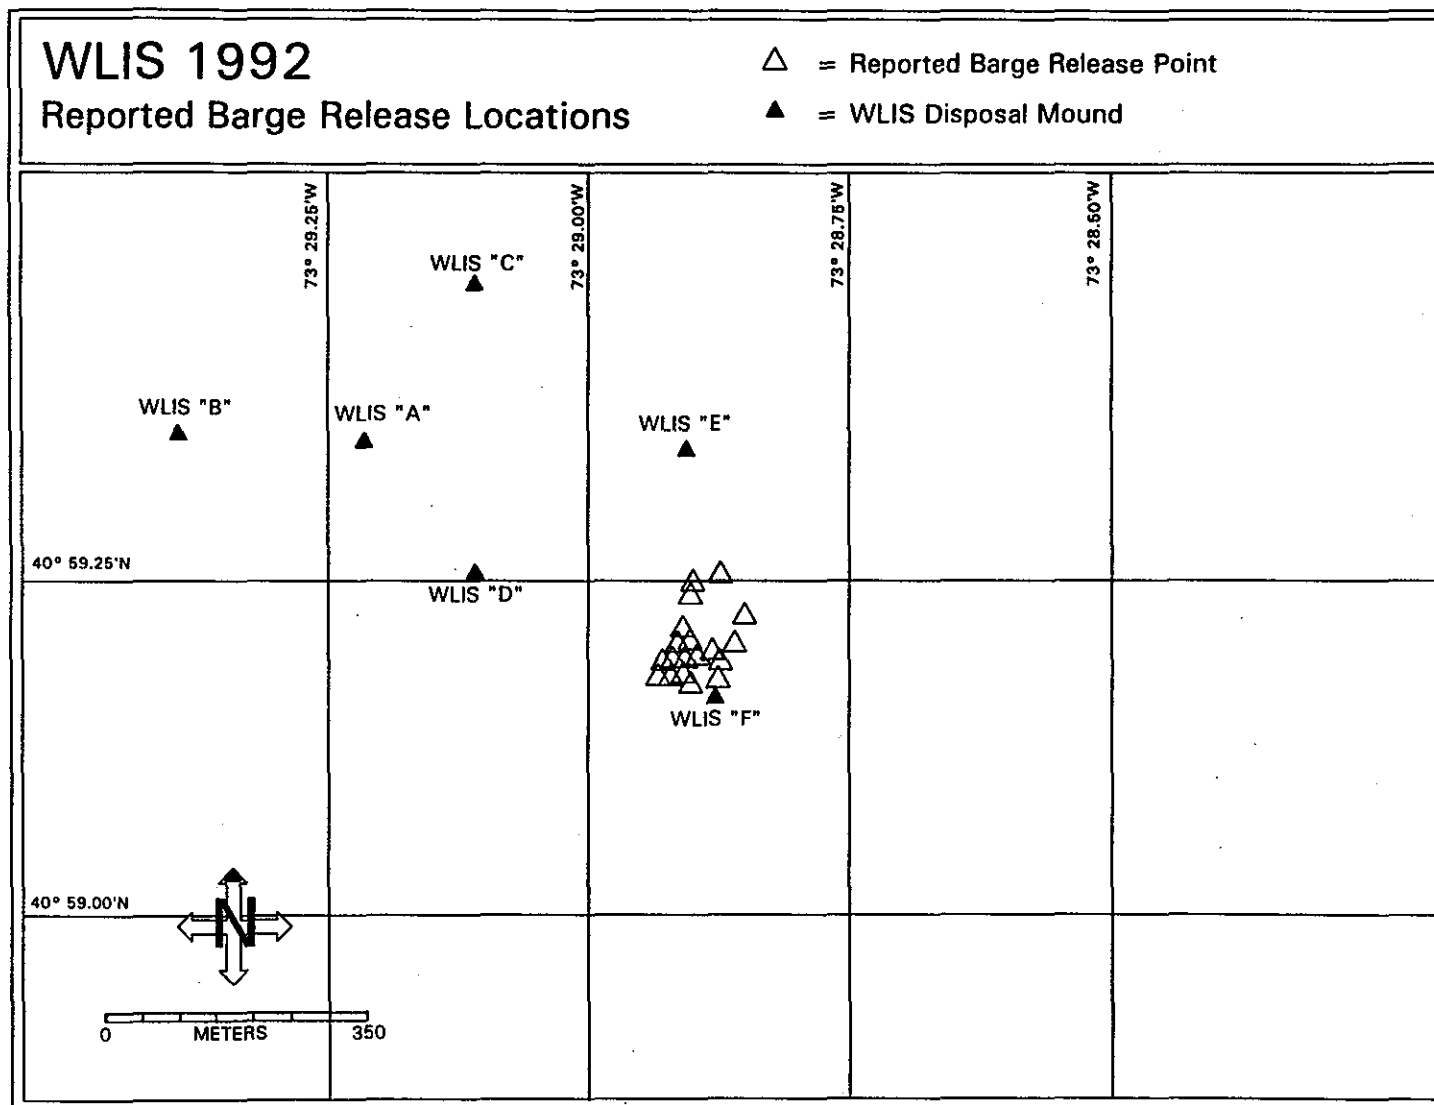 WLIS 1992
Reported Barge Release Locations
= Reported Barge Release Point
= WLIS Disposal Mound
73° 29.25'W
73° 29.00'W
73° 28.75'W
73° 28.50'W
WLIS "C"
WLIS "B"
WLIS "A"
WLIS "E"
40° 59.25'N
WLIS "D"
WLIS "F"
40° 59.00'N
N
0
METERS
350